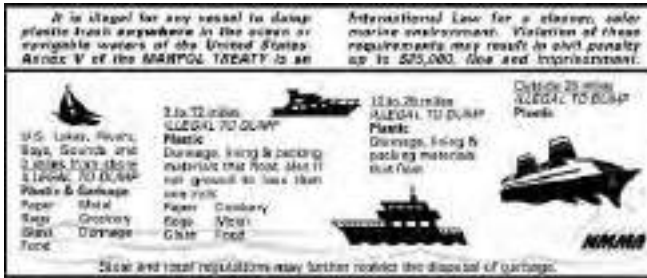 It is illegal for any vessel to dump
plastic trash anywhere in the ocean or
navigable waters of the United States.
Annex V of the MARPOL TREATY is an
International Law for a cleaner, safer
marine environment. Violation of these
requirements may result in civil penalty
up to $25,000, fine and imprisonment.
U.S. Lakes, Rivers,
Bays, Sounds and
3 miles from shore
ILLEGAL TO DUMP
Plastic & Garbage
Paper Metal
Rags Crockery
Glass Dunnage
Food
3 to 12 miles
ILLEGAL TO DUMP
Plastic
Dunnage, lining & packing
materials that float, also if
not ground to less than
one inch:
Paper Crockery
Rags Metal
Glass Food
12 to 25 miles
ILLEGAL TO DUMP
Plastic
Dunnage, lining &
packing materials
that float
Outside 25 miles
ILLEGAL TO DUMP
Plastic
NMMA
State and local regulations may further restrict the disposal of garbage.